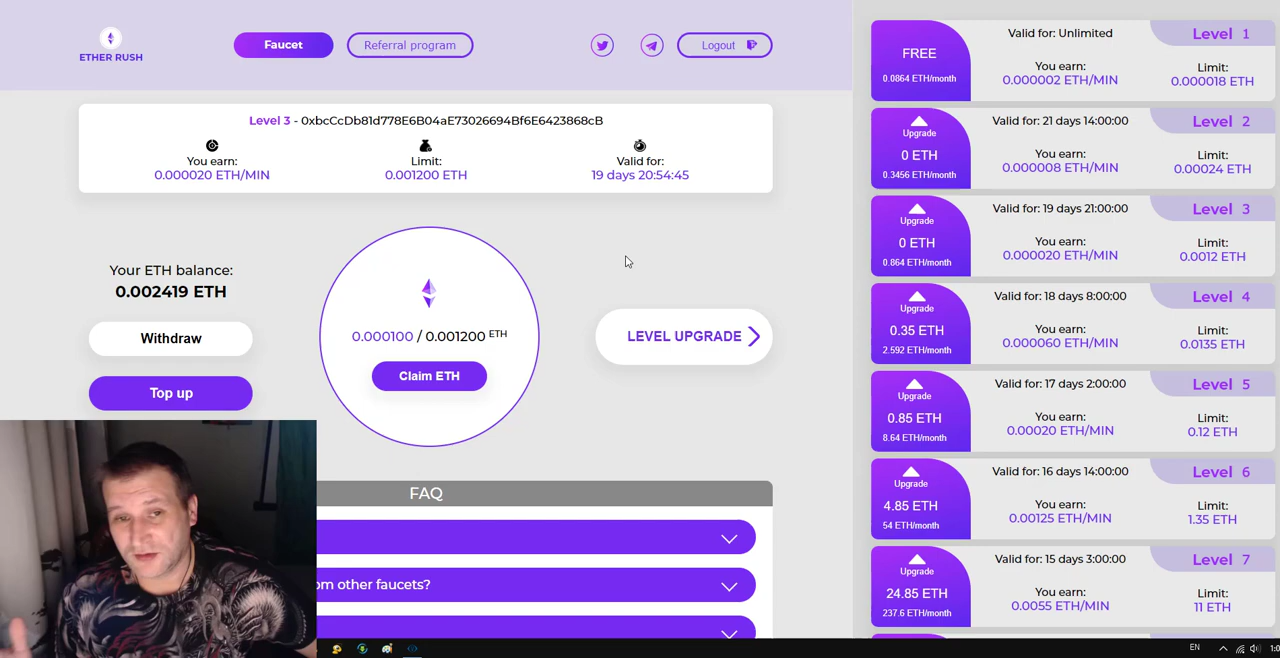 ETHER RUSH
Faucet
Referral program
Logout
Level 3 - 0xbcCcDb81d778E6B04aE73026694Bf6E6423868cB
You earn:
0.000020 ETH/MIN
Limit:
0.001200 ETH
Valid for:
19 days 20:54:45
Your ETH balance:
0.002419 ETH
Withdraw
Top up
0.000100 / 0.001200 ETH
Claim ETH
LEVEL UPGRADE
FAQ
om other faucets?
FREE
0.0864 ETH/month
Valid for: Unlimited
Level 1
You earn:
0.000002 ETH/MIN
Limit:
0.000018 ETH
Upgrade
0 ETH
0.3456 ETH/month
Valid for: 21 days 14:00:00
Level 2
You earn:
0.000008 ETH/MIN
Limit:
0.00024 ETH
Upgrade
0 ETH
0.864 ETH/month
Valid for: 19 days 21:00:00
Level 3
You earn:
0.000020 ETH/MIN
Limit:
0.0012 ETH
Upgrade
0.35 ETH
2.592 ETH/month
Valid for: 18 days 8:00:00
Level 4
You earn:
0.000060 ETH/MIN
Limit:
0.0135 ETH
Upgrade
0.85 ETH
8.64 ETH/month
Valid for: 17 days 2:00:00
Level 5
You earn:
0.00020 ETH/MIN
Limit:
0.12 ETH
Upgrade
4.85 ETH
54 ETH/month
Valid for: 16 days 14:00:00
Level 6
You earn:
0.00125 ETH/MIN
Limit:
1.35 ETH
Upgrade
24.85 ETH
237.6 ETH/month
Valid for: 15 days 3:00:00
Level 7
You earn:
0.0055 ETH/MIN
Limit:
11 ETH
EN
1:0